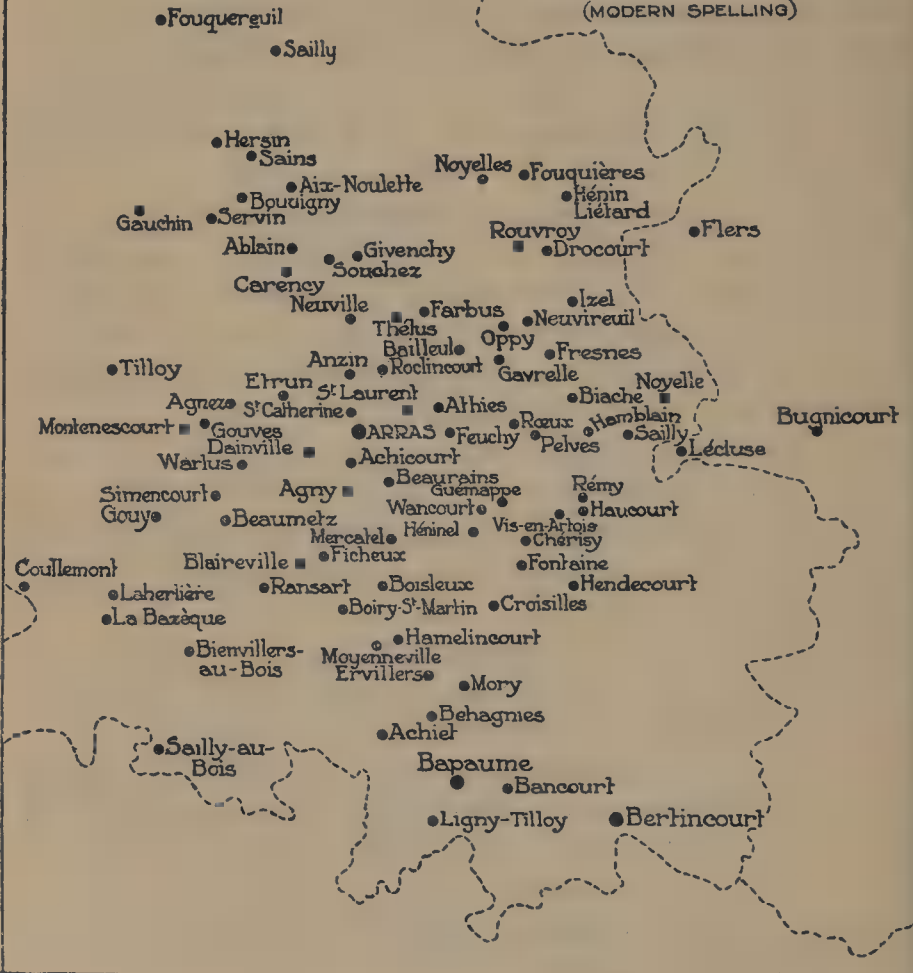 (MODERN SPELLING)
Fouquereuil
Sailly
Hersin
Sains
Noyelles
Fouquières
Aix-Noulette
Bouvigny
Hénin
Liétard
Gauchin
Servin
Rouvroy
Flers
Ablain
Givenchy
Drocourt
Souchez
Carency
Neuville
Izel
Farbus
Neuvireuil
Thélus
Oppy
Bailleul
Fresnes
Anzin
Roclincourt
Gavrelle
Tilloy
Etrun
St Laurent
Biache
Noyelle
Agnez
St Catherine
Athies
Hamblain
Bugnicourt
Montenescourt
Gouves
ARRAS
Feuchy
Rœux
Pelves
Sailly
Dainville
Lécluse
Warlus
Achicourt
Beaurains
Simencourt
Agny
Guémappe
Rémy
Gouy
Beaumetz
Wancourt
Haucourt
Mercatel
Héninel
Vis-en-Artois
Chérisy
Blaireville
Ficheux
Fontaine
Coullemont
Laherlière
Ransart
Boisleux
Hendecourt
La Bazèque
Boiry-St-Martin
Croisilles
Hamelincourt
Bienvillers-
au-Bois
Moyenneville
Ervillers
Mory
Behagnies
Achiet
Sailly-au-
Bois
Bapaume
Bancourt
Ligny-Tilloy
Bertincourt